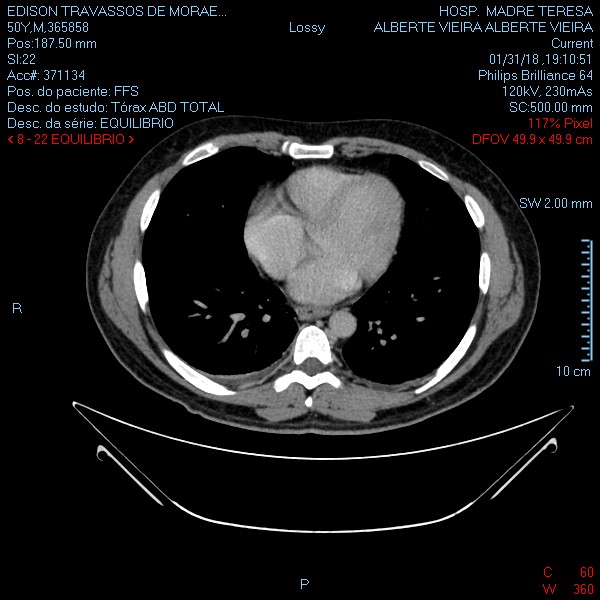 EDISON TRAVASSOS DE MORAE...
50Y,M,365858
Pos:187.50 mm
SI:22
Acc#: 371134
Pos. do paciente: FFS
Desc. do estudo: Tórax ABD TOTAL
Desc. da série: EQUILIBRIO
< 8 - 22 EQUILIBRIO >
Lossy
HOSP. MADRE TERESA
ALBERTE VIEIRA ALBERTE VIEIRA
Current
01/31/18 ,19:10:51
Philips Brilliance 64
120kV, 230mAs
SC:500.00 mm
117% Pixel
DFOV 49.9 x 49.9 cm
SW 2.00 mm
R
10 cm
P
C 60
W 360